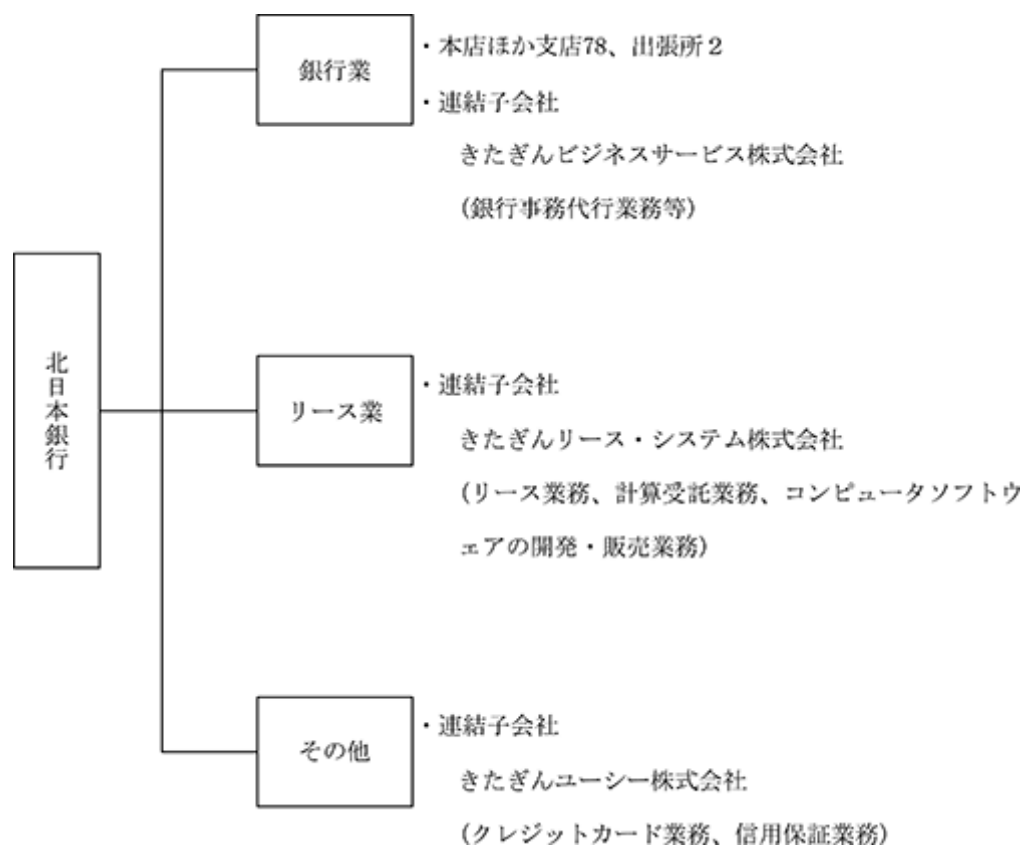 北日本銀行
銀行業
・本店ほか支店78、出張所２
・連結子会社
きたぎんビジネスサービス株式会社
(銀行事務代行業務等)
リース業
・連結子会社
きたぎんリース・システム株式会社
(リース業務、計算受託業務、コンピュータソフトウ
ェアの開発・販売業務)
その他
・連結子会社
きたぎんユーシー株式会社
(クレジットカード業務、信用保証業務)